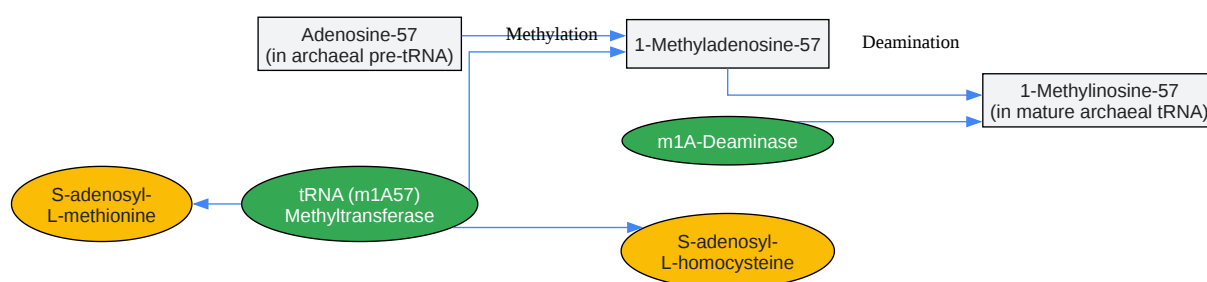 Adenosine-57
(in archaeal pre-tRNA)
Methylation
1-Methyladenosine-57
Deamination
1-Methylinosine-57
(in mature archaeal tRNA)
m1A-Deaminase
S-adenosyl-
L-methionine
tRNA (m1A57)
Methyltransferase
S-adenosyl-
L-homocysteine